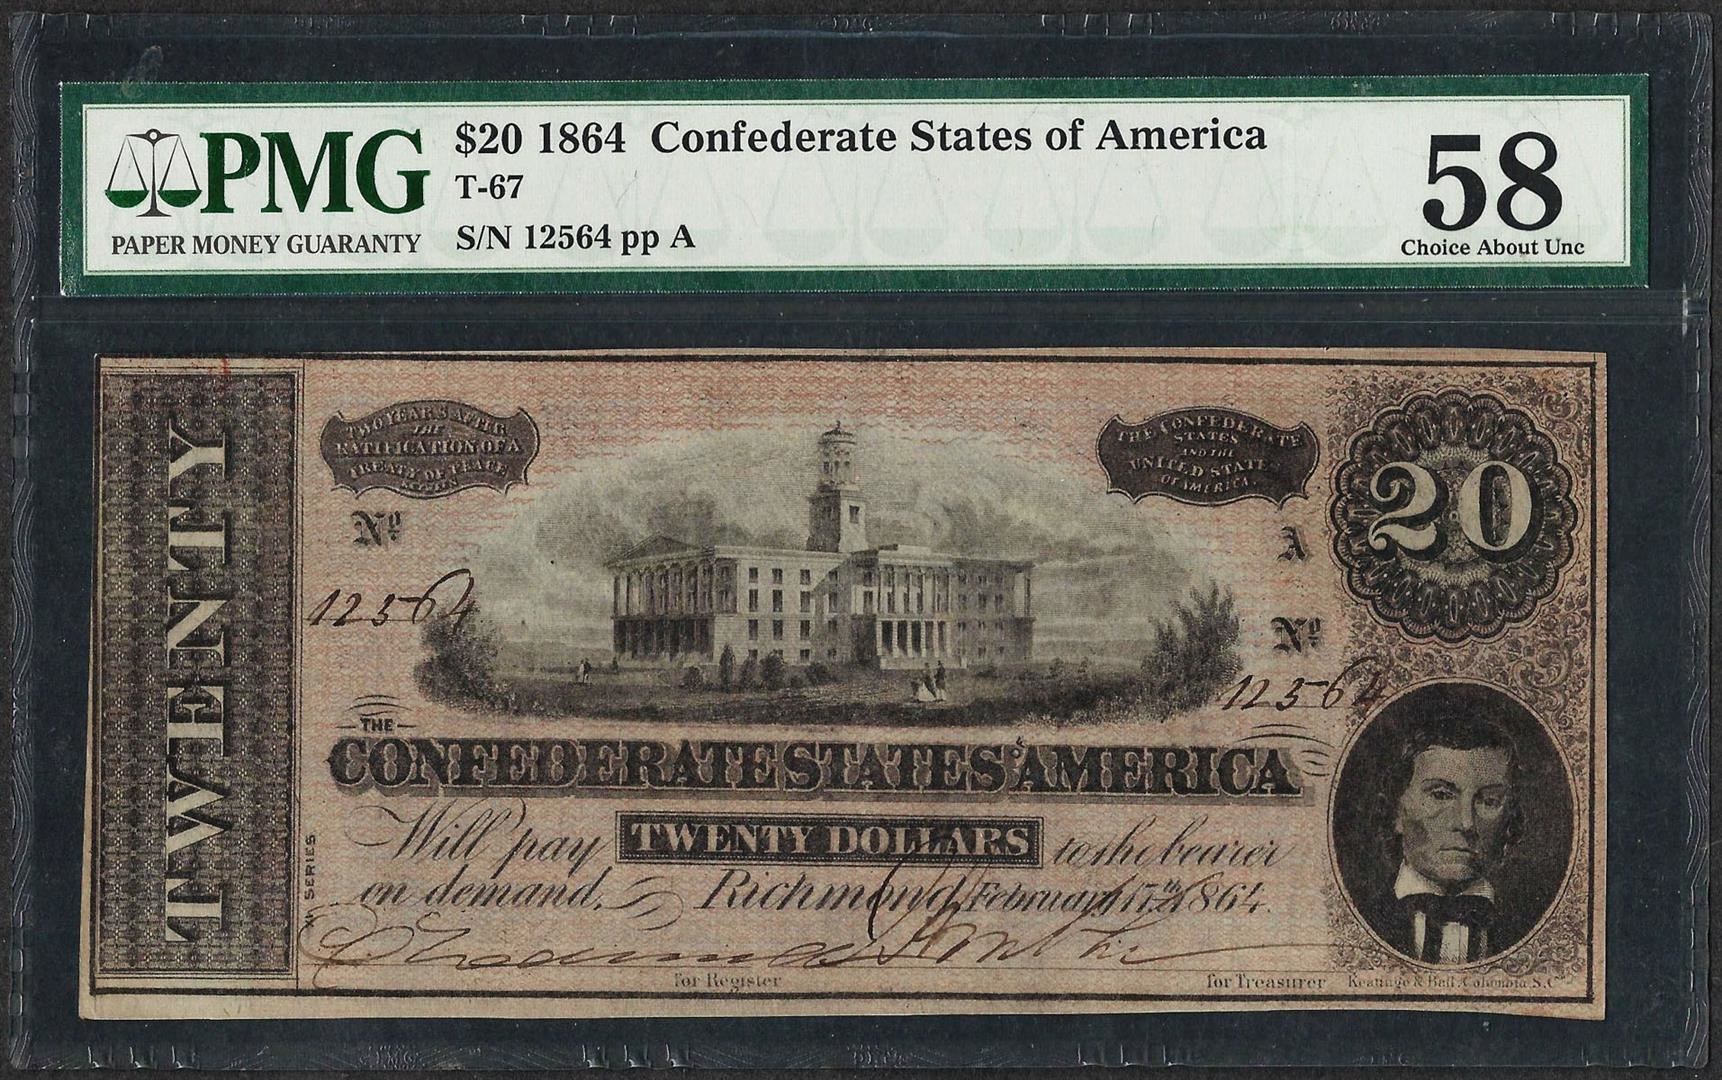 PMG
PAPER MONEY GUARANTY
$20 1864 Confederate States of America
T-67
S/N 12564 pp A
58
Choice About Unc
TWENTY
TWO YEARS AFTER
THE
RATIFICATION OF A
TREATY OF PEACE
BETWEEN
THE CONFEDERATE
STATES
AND THE
UNITED STATES
OF AMERICA.
20
No
A
12564
No
12564
THE
CONFEDERATE STATES OF AMERICA
Will pay TWENTY DOLLARS to the bearer
on demand. Richmond February 17th 1864.
SERIES
for Register
for Treasurer
Keatinge & Ball, Columbia, S.C.